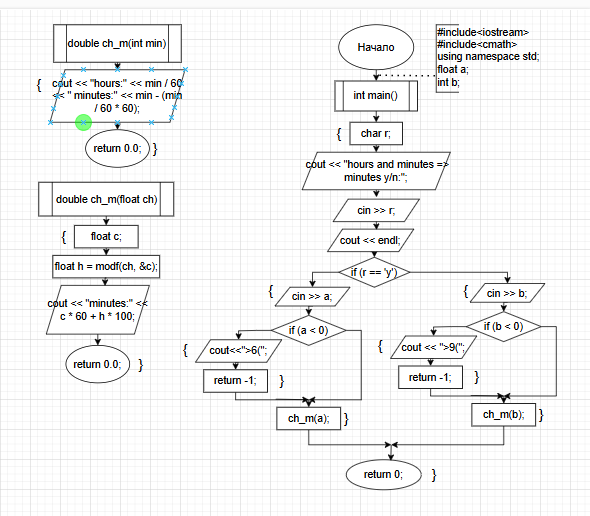 double ch_m(int min)
{
cout << "hours:" << min / 60
<< " minutes:" << min - (min
/ 60 * 60);
return 0.0;
}
double ch_m(float ch)
{
float c;
float h = modf(ch, &c);
cout << "minutes:" <<
c * 60 + h * 100;
return 0.0;
}
Начало
#include<iostream>
#include<cmath>
using namespace std;
float a;
int b;
int main()
{
char r;
cout << "hours and minutes =>
minutes y/n:";
cin >> r;
cout << endl;
if (r == 'y')
{
cin >> a;
if (a < 0)
{
cout<<">6(";
return -1;
}
ch_m(a);
}
{
cin >> b;
if (b < 0)
{
cout << ">9(";
return -1;
}
ch_m(b);
}
return 0;
}